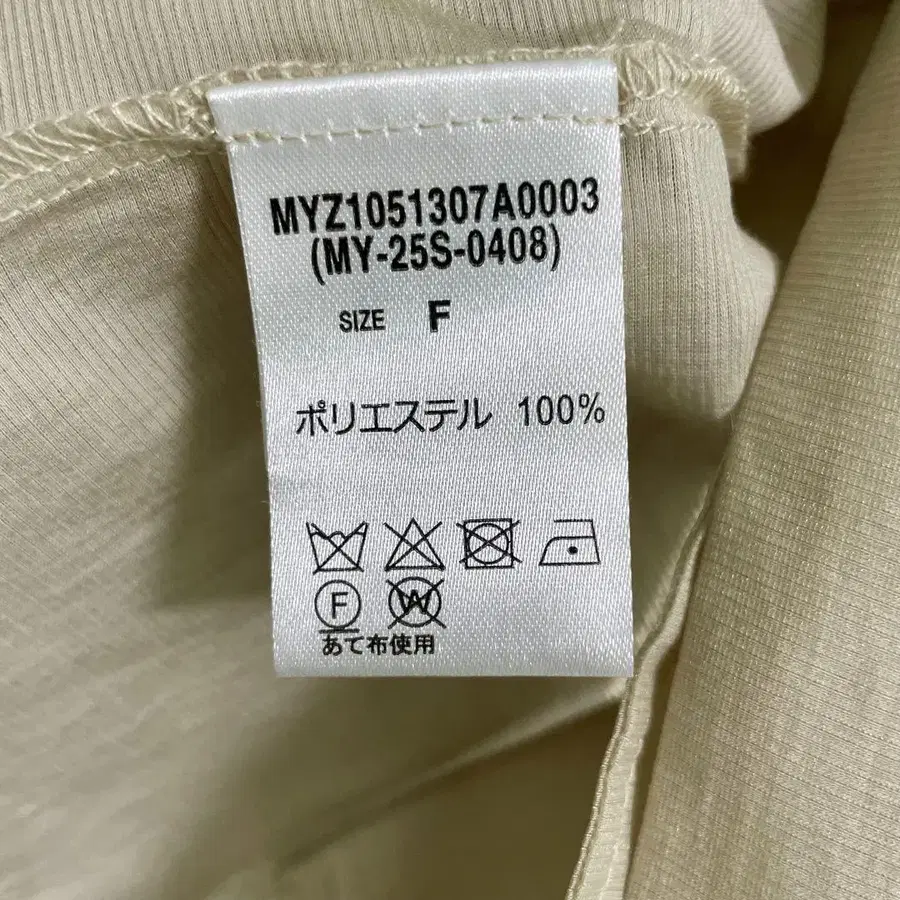 MYZ1051307A0003
(MY-25S-0408)
SIZE F
ポリエステル 100%
F W
あて布使用